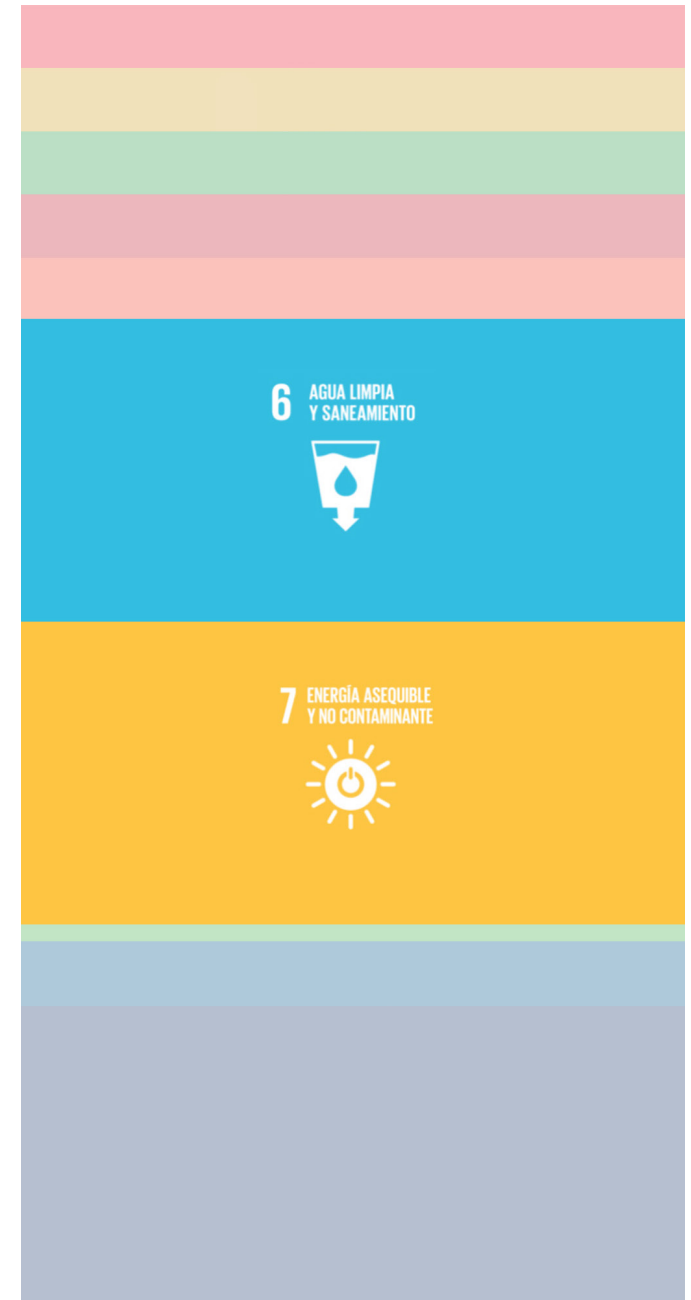 6 AGUA LIMPIA
Y SANEAMIENTO
7 ENERGÍA ASEQUIBLE
Y NO CONTAMINANTE